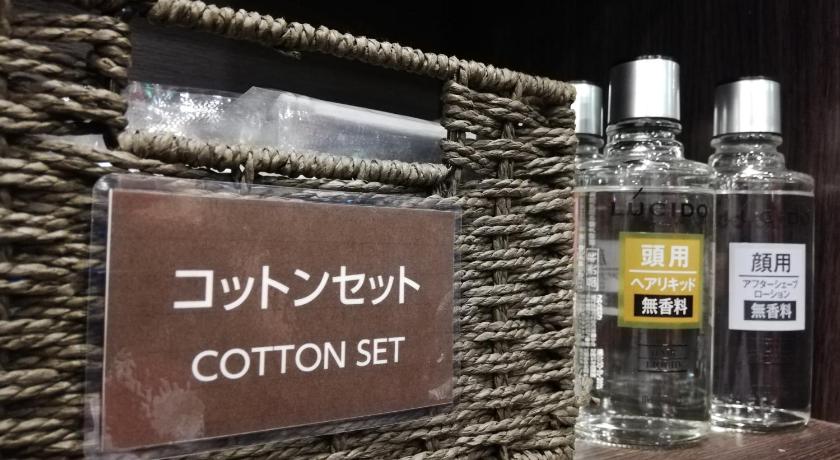 コットンセット
COTTON SET
LÚCIDO
頭用
ヘアリキッド
無香料
顔用
アフターシェーブ
ローション
無香料